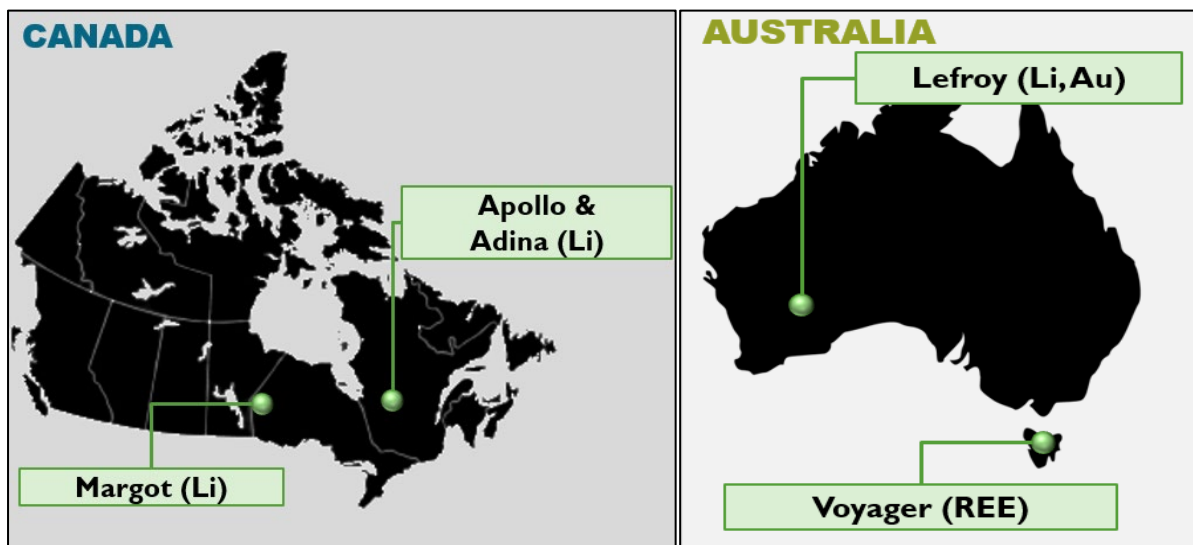 CANADA
Apollo &
Adina (Li)
Margot (Li)
AUSTRALIA
Lefroy (Li, Au)
Voyager (REE)